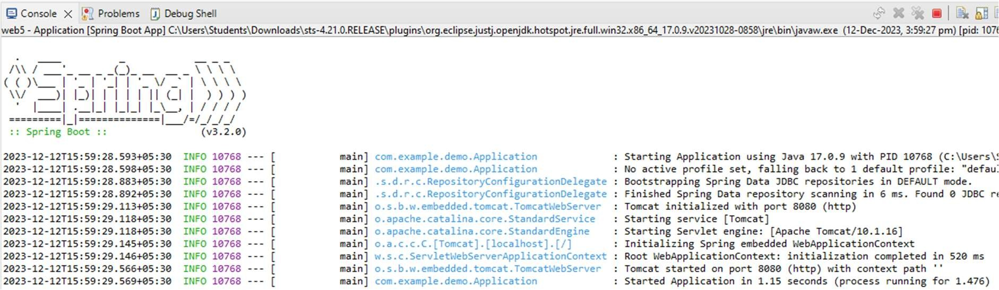 Console Problems Debug Shell
web5 - Application [Spring Boot App] C:\Users\Students\Downloads\sts-4.21.0.RELEASE\plugins\org.eclipse.justj.openjdk.hotspot.jre.full.win32.x86_64_17.0.9.v20231028-0858\jre\bin\javaw.exe (12-Dec-2023, 3:59:27 pm) [pid: 1076
Spring
:: Spring Boot :: (v3.2.0)
2023-12-12T15:59:28.593+05:30 INFO 10768 --- [ main] com.example.demo.Application : Starting Application using Java 17.0.9 with PID 10768 (C:\Users\S
2023-12-12T15:59:28.598+05:30 INFO 10768 --- [ main] com.example.demo.Application : No active profile set, falling back to 1 default profile: "defaul
2023-12-12T15:59:28.883+05:30 INFO 10768 --- [ main] .s.d.r.c.RepositoryConfigurationDelegate : Bootstrapping Spring Data JDBC repositories in DEFAULT mode.
2023-12-12T15:59:28.892+05:30 INFO 10768 --- [ main] .s.d.r.c.RepositoryConfigurationDelegate : Finished Spring Data repository scanning in 6 ms. Found 0 JDBC re
2023-12-12T15:59:29.113+05:30 INFO 10768 --- [ main] o.s.b.w.embedded.tomcat.TomcatWebServer : Tomcat initialized with port 8080 (http)
2023-12-12T15:59:29.118+05:30 INFO 10768 --- [ main] o.apache.catalina.core.StandardService : Starting service [Tomcat]
2023-12-12T15:59:29.118+05:30 INFO 10768 --- [ main] o.apache.catalina.core.StandardEngine : Starting Servlet engine: [Apache Tomcat/10.1.16]
2023-12-12T15:59:29.145+05:30 INFO 10768 --- [ main] o.a.c.c.C.[Tomcat].[localhost].[/] : Initializing Spring embedded WebApplicationContext
2023-12-12T15:59:29.146+05:30 INFO 10768 --- [ main] w.s.c.ServletWebServerApplicationContext : Root WebApplicationContext: initialization completed in 520 ms
2023-12-12T15:59:29.566+05:30 INFO 10768 --- [ main] o.s.b.w.embedded.tomcat.TomcatWebServer : Tomcat started on port 8080 (http) with context path ''
2023-12-12T15:59:29.569+05:30 INFO 10768 --- [ main] com.example.demo.Application : Started Application in 1.15 seconds (process running for 1.476)